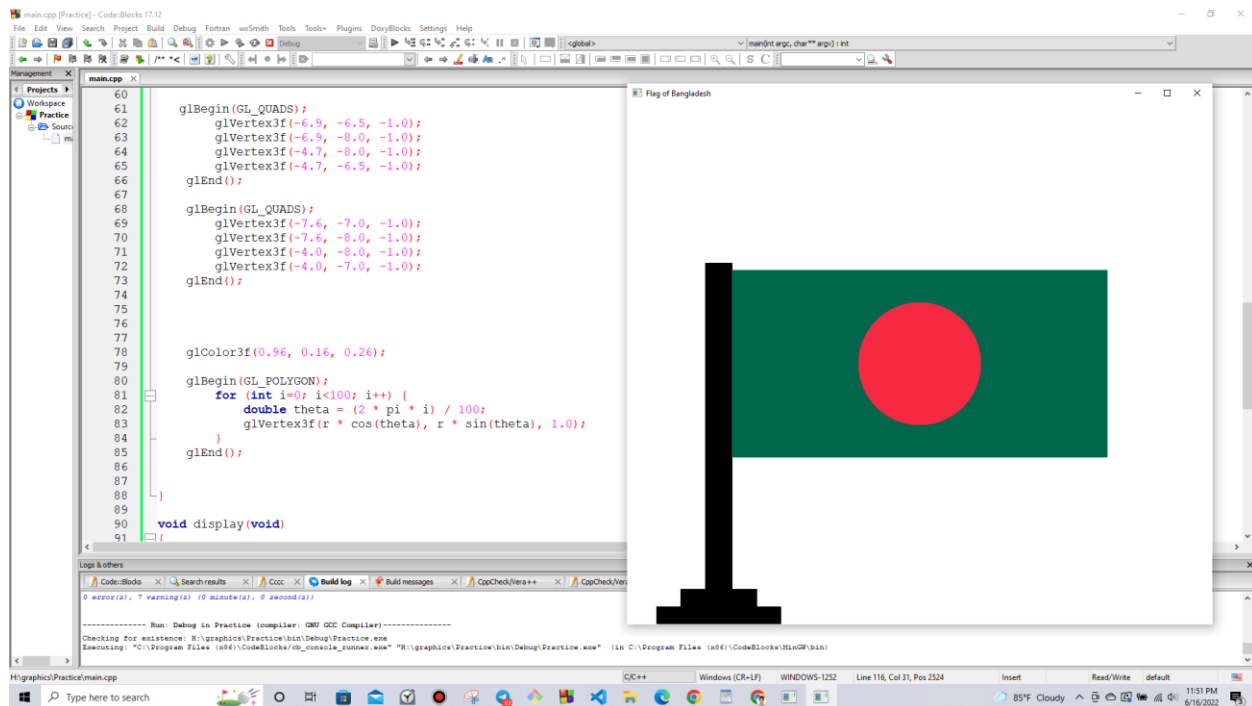 main.cpp [Practice] - Code::Blocks 17.12
File Edit View Search Project Build Debug Fortran wxSmith Tools Tools+ Plugins DoxyBlocks Settings Help
Debug
<global>
main(int argc, char** argv) : int
/** *<
S C
Management
Projects
Workspace
Practice
Sourc
m
main.cpp
60
61 glBegin(GL_QUADS);
62 glVertex3f(-6.9, -6.5, -1.0);
63 glVertex3f(-6.9, -8.0, -1.0);
64 glVertex3f(-4.7, -8.0, -1.0);
65 glVertex3f(-4.7, -6.5, -1.0);
66 glEnd();
67
68 glBegin(GL_QUADS);
69 glVertex3f(-7.6, -7.0, -1.0);
70 glVertex3f(-7.6, -8.0, -1.0);
71 glVertex3f(-4.0, -8.0, -1.0);
72 glVertex3f(-4.0, -7.0, -1.0);
73 glEnd();
74
75
76
77
78 glColor3f(0.96, 0.16, 0.26);
79
80 glBegin(GL_POLYGON);
81 for (int i=0; i<100; i++) {
82 double theta = (2 * pi * i) / 100;
83 glVertex3f(r * cos(theta), r * sin(theta), 1.0);
84 }
85 glEnd();
86
87
88 }
89
90 void display(void)
91 {
Flag of Bangladesh
Logs & others
Code::Blocks
Search results
Cccc
Build log
Build messages
CppCheck/Vera++
CppCheck/Vera
0 error(s), 7 warning(s) (0 minute(s), 0 second(s))
-------------- Run: Debug in Practice (compiler: GNU GCC Compiler)---------------
Checking for existence: H:\graphics\Practice\bin\Debug\Practice.exe
Executing: "C:\Program Files (x86)\CodeBlocks/cb_console_runner.exe" "H:\graphics\Practice\bin\Debug\Practice.exe" (in C:\Program Files (x86)\CodeBlocks\MinGW\bin)
H:\graphics\Practice\main.cpp
C/C++
Windows (CR+LF)
WINDOWS-1252
Line 116, Col 31, Pos 2524
Insert
Read/Write
default
Type here to search
85°F Cloudy
11:51 PM
6/16/2022